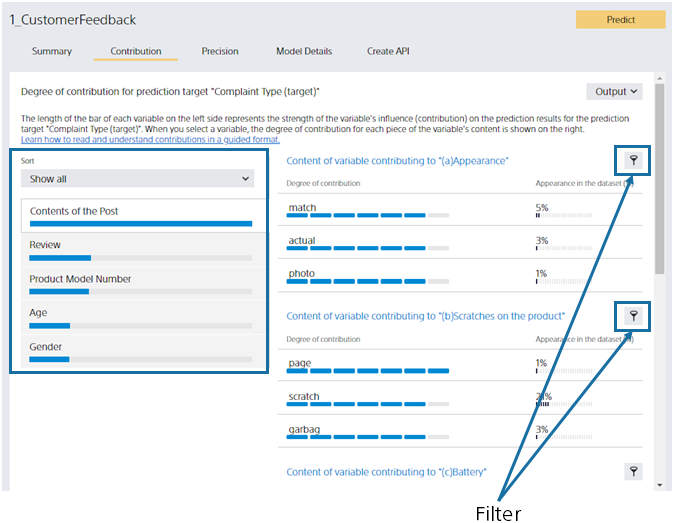 1_CustomerFeedback
Predict
Summary
Contribution
Precision
Model Details
Create API
Degree of contribution for prediction target "Complaint Type (target)"
Output
The length of the bar of each variable on the left side represents the strength of the variable's influence (contribution) on the prediction results for the prediction
target "Complaint Type (target)". When you select a variable, the degree of contribution for each piece of the variable's content is shown on the right.
Learn how to read and understand contributions in a guided format.
Sort
Show all
Contents of the Post
Review
Product Model Number
Age
Gender
Content of variable contributing to "(a)Appearance"
Degree of contribution
Appearance in the dataset (%)
match
5%
actual
3%
photo
1%
Content of variable contributing to "(b)Scratches on the product"
Degree of contribution
Appearance in the dataset (%)
page
1%
scratch
21%
garbag
3%
Content of variable contributing to "(c)Battery"
Filter